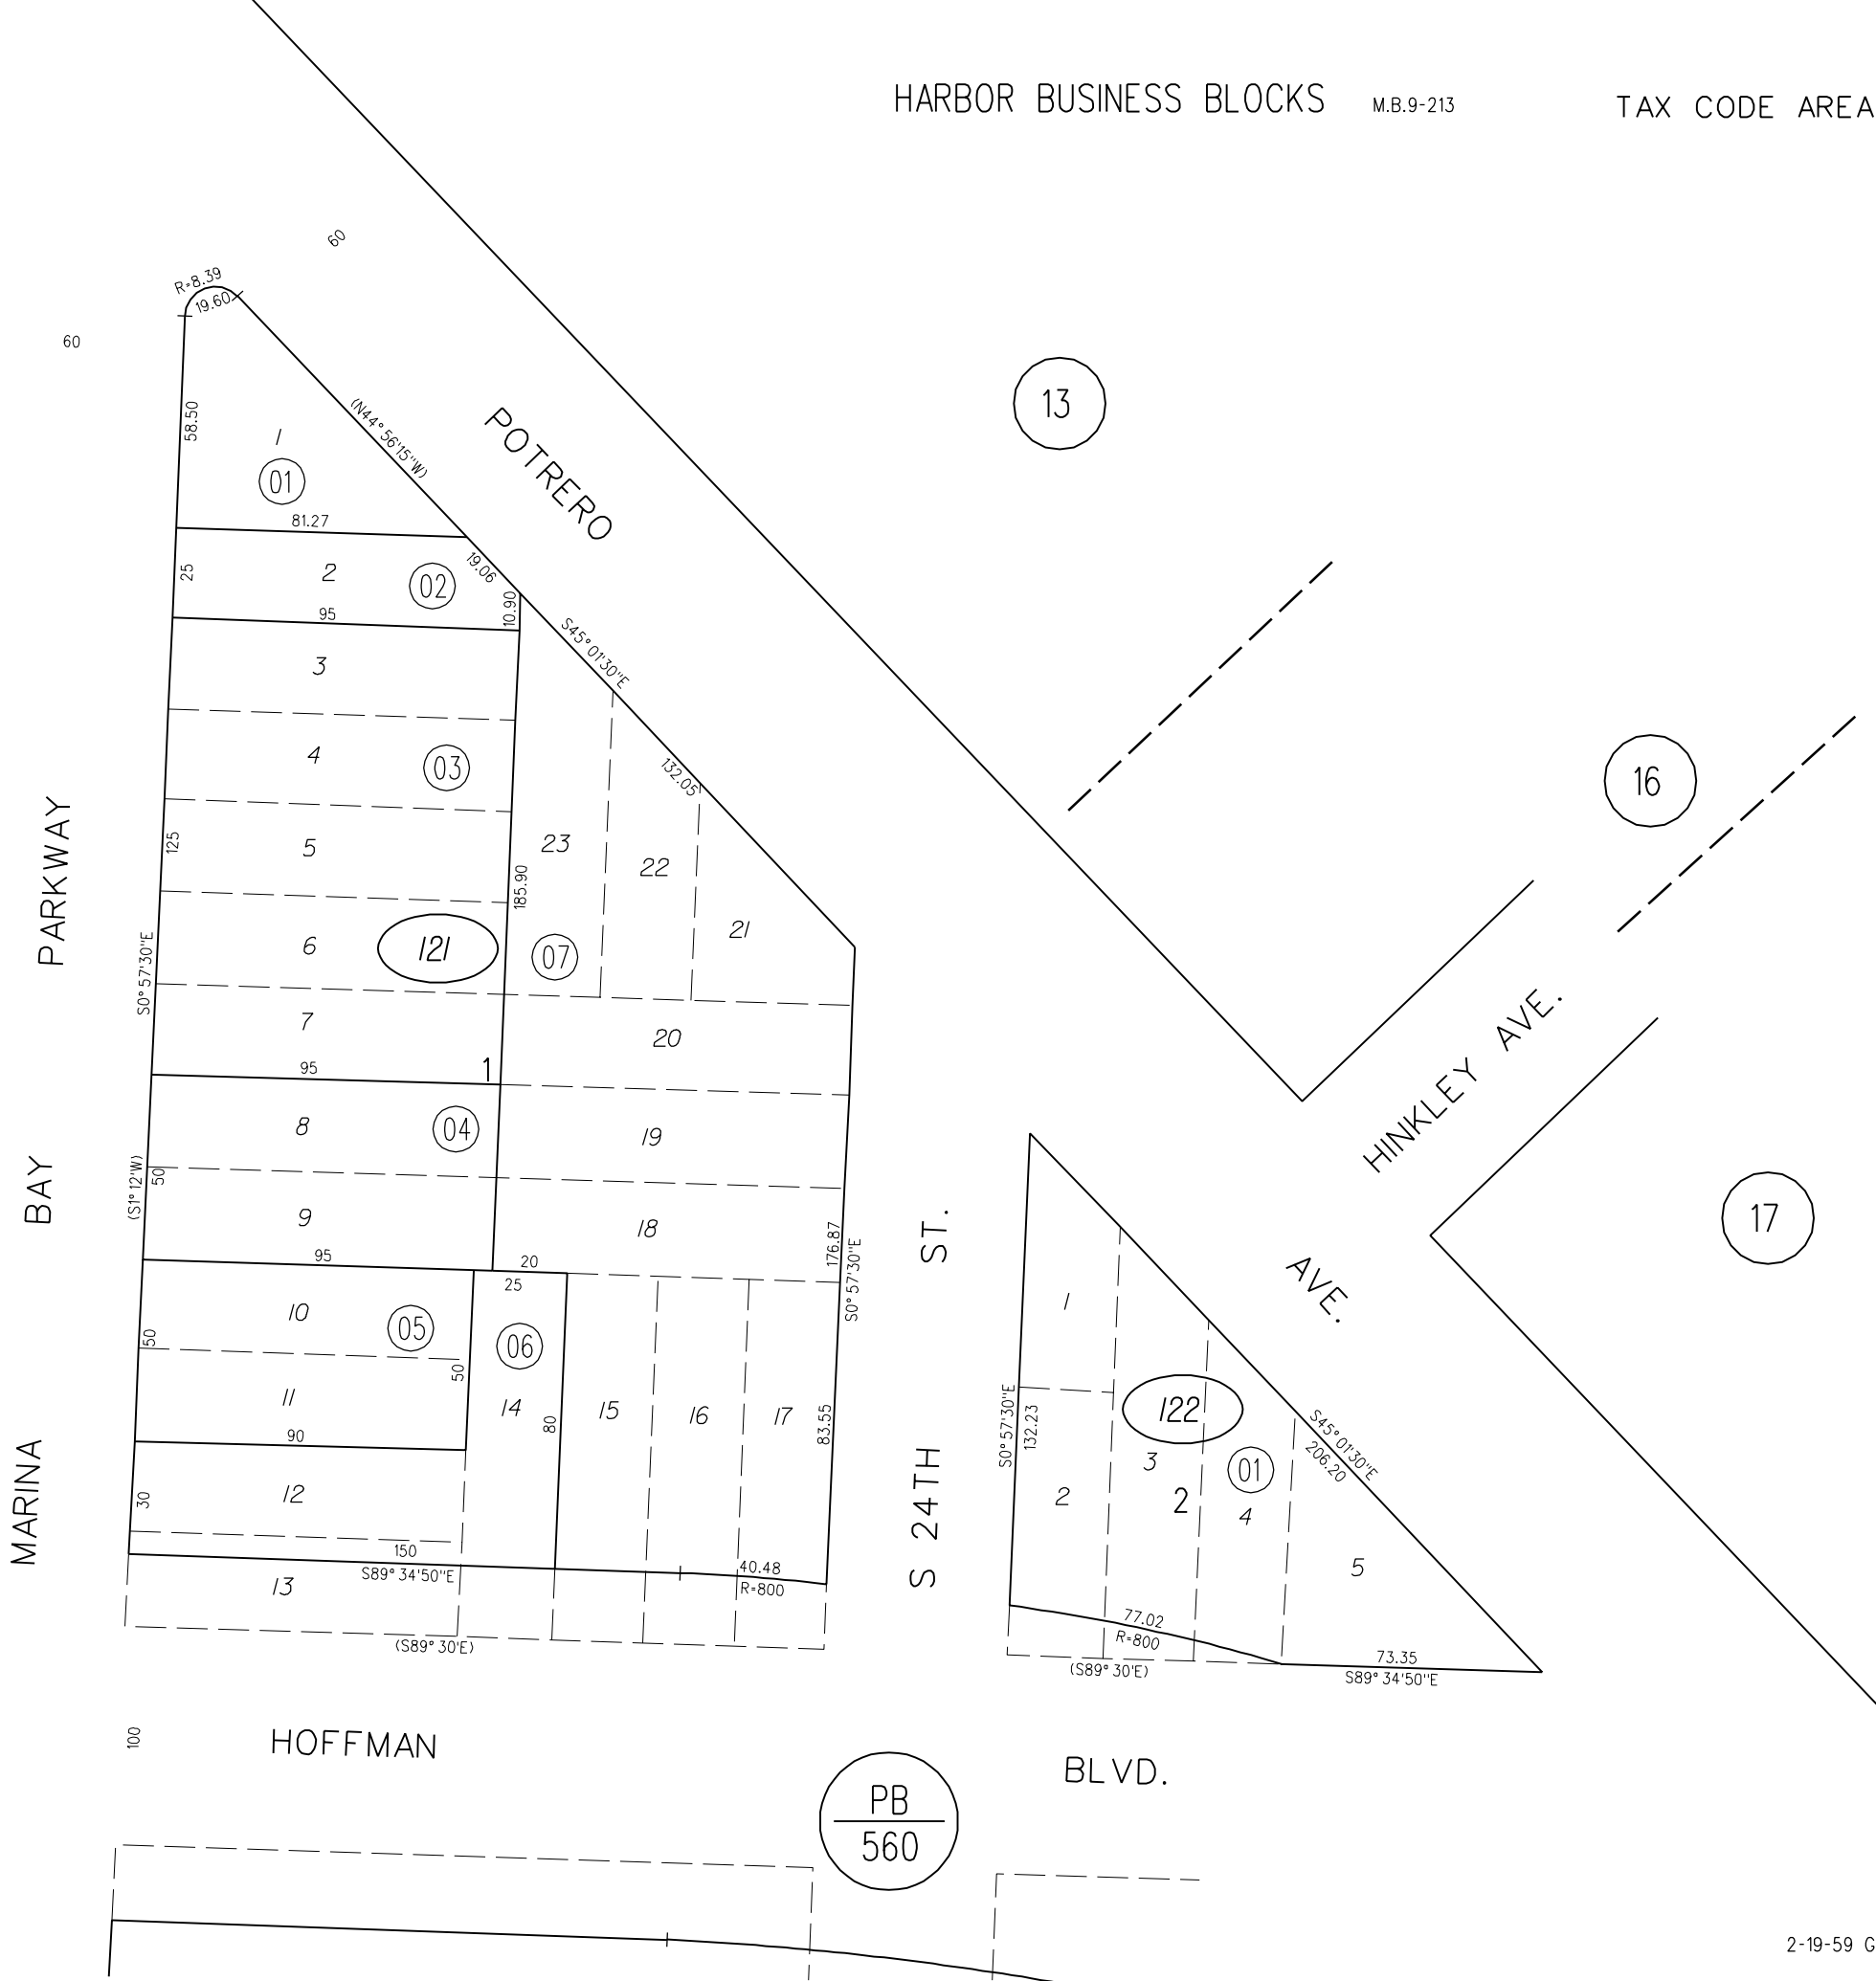 HARBOR BUSINESS BLOCKS M.B.9-213 TAX CODE AREA
60
R=8.39
19.60
60
13
58.50
(N44°56'15"W)
POTRERO
1
01
81.27
19.06
25
2
02
10.90
95
S45°01'30"E
3
4
03
132.05
16
125
5
23
22
185.90
PARKWAY
6
121
07
21
S0°57'30"E
7
20
95
1
HINKLEY AVE.
8
04
19
(S1°12'W)
50
BAY
9
18
176.87
S0°57'30"E
ST.
17
95
20
25
AVE.
10
05
06
50
50
1
11
14
15
16
17
80
83.55
122
S0°57'30"E
132.23
S45°01'30"E
206.20
90
3
01
MARINA
12
30
S 24TH
2
2
4
150
S89°34'50"E
40.48
R=800
5
13
(S89°30'E)
77.02
R=800
(S89°30'E)
73.35
S89°34'50"E
100
HOFFMAN
BLVD.
PB
560
2-19-59 G